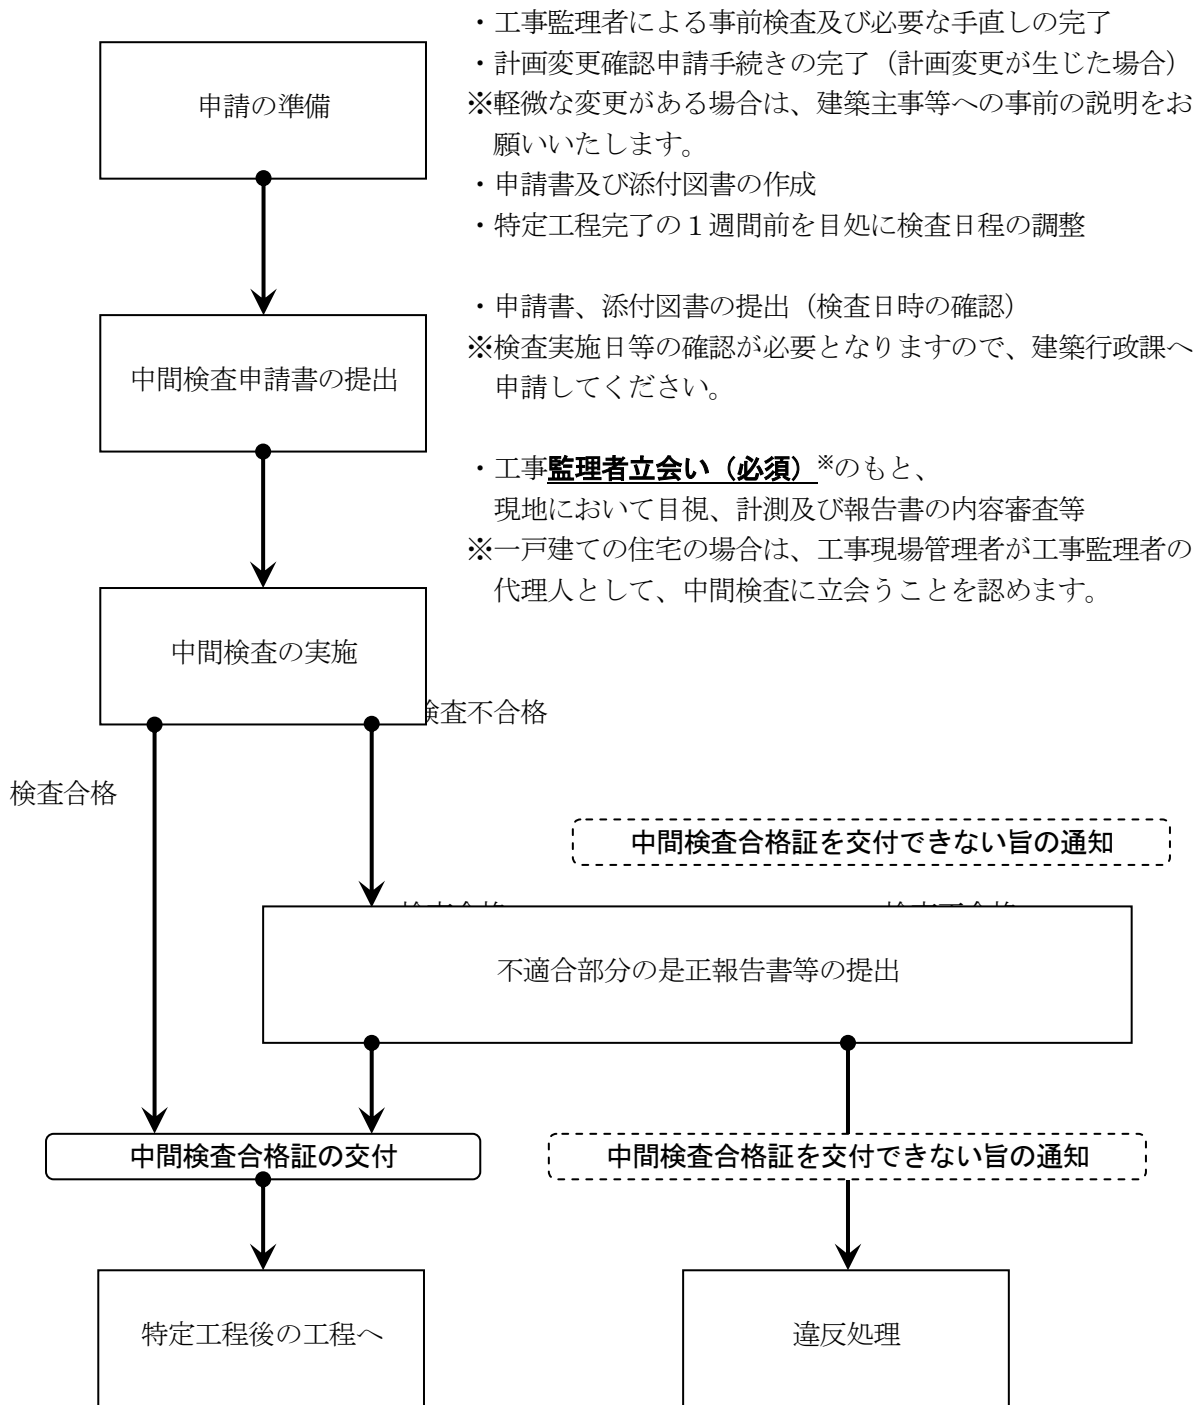 ・工事監理者による事前検査及び必要な手直しの完了
・計画変更確認申請手続きの完了（計画変更が生じた場合）
※軽微な変更がある場合は、建築主事等への事前の説明をお
願いいたします。
・申請書及び添付図書の作成
・特定工程完了の１週間前を目処に検査日程の調整
申請の準備
・申請書、添付図書の提出（検査日時の確認）
※検査実施日等の確認が必要となりますので、建築行政課へ
申請してください。
中間検査申請書の提出
・工事監理者立会い（必須）※のもと、
現地において目視、計測及び報告書の内容審査等
※一戸建ての住宅の場合は、工事現場管理者が工事監理者の
代理人として、中間検査に立会うことを認めます。
中間検査の実施
検査不合格
検査合格
中間検査合格証を交付できない旨の通知
不適合部分の是正報告書等の提出
中間検査合格証の交付
中間検査合格証を交付できない旨の通知
特定工程後の工程へ
違反処理